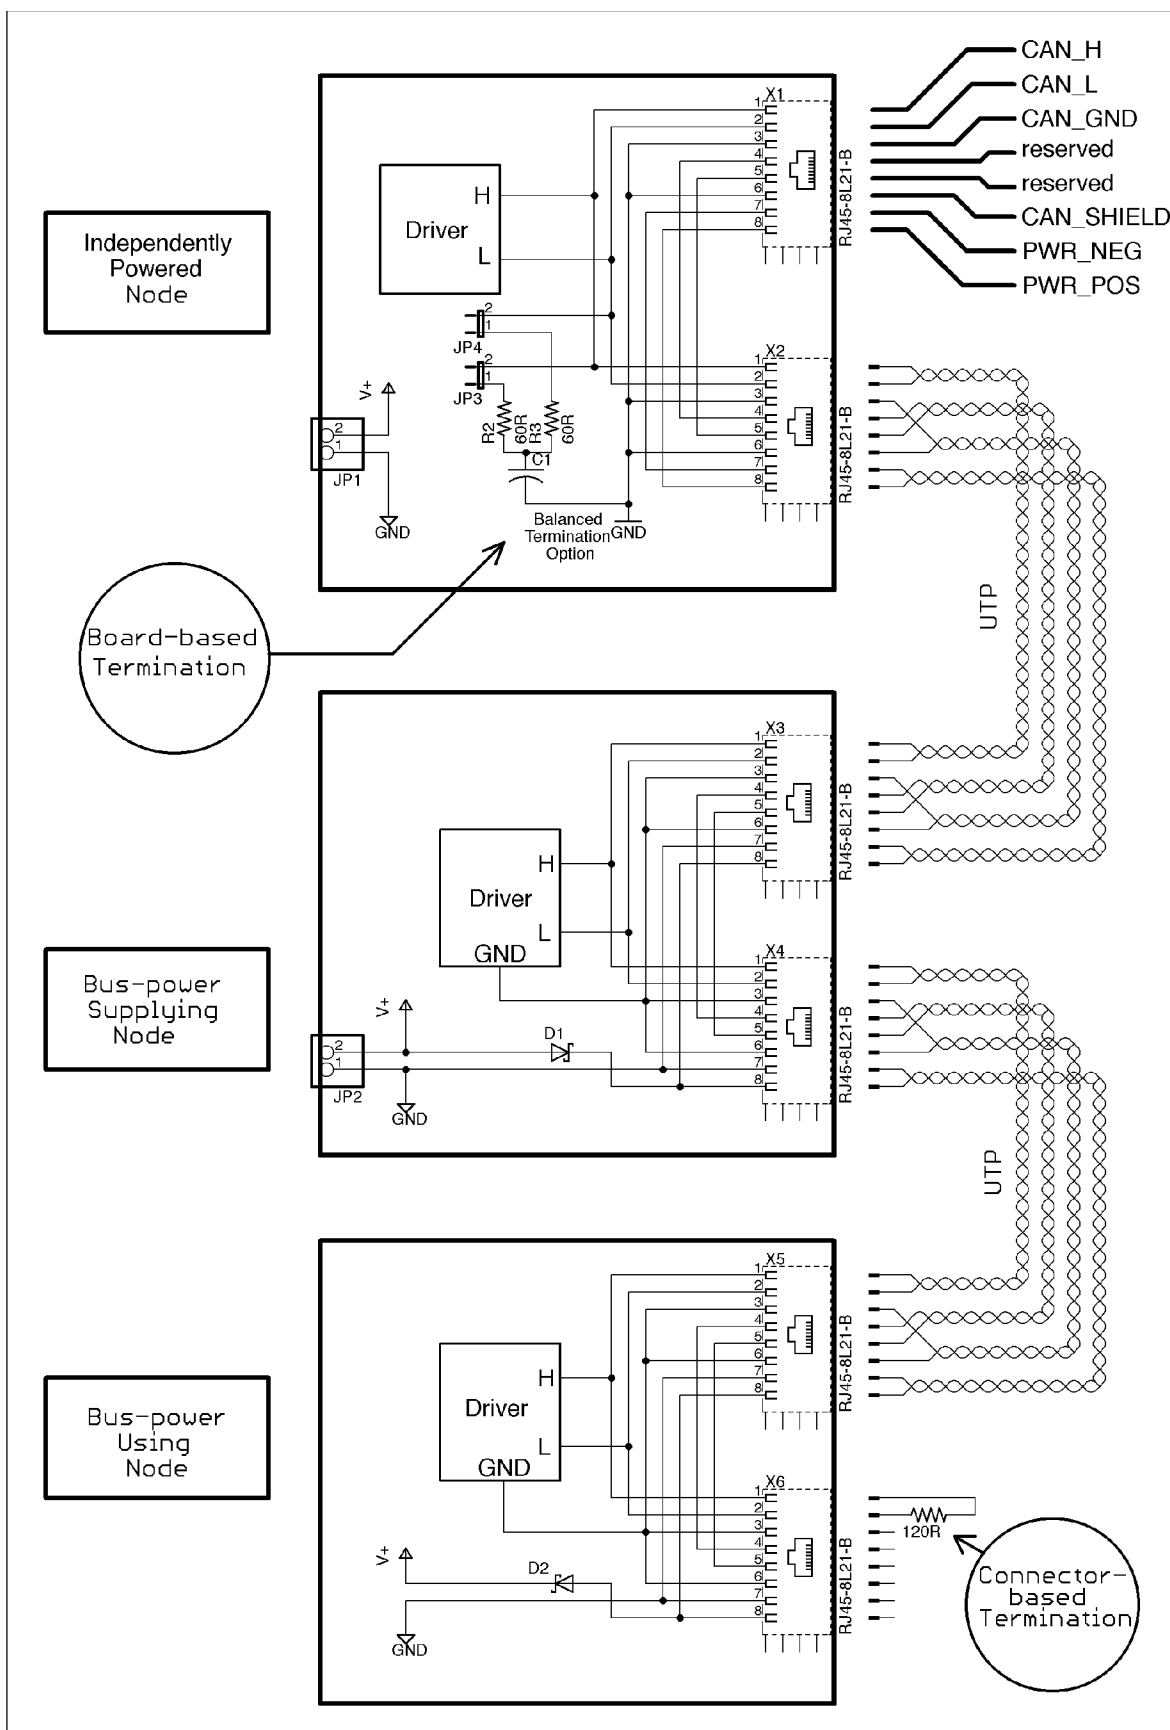 CAN_H
CAN_L
CAN_GND
reserved
reserved
CAN_SHIELD
PWR_NEG
PWR_POS
Independently
Powered
Node
Driver
H
L
X1
1
2
3
4
5
6
7
8
RJ45-8L21-B
2
1
JP4
2
1
JP3
R2
60R
R3
60R
C1
V+
2
1
JP1
GND
Balanced
Termination
Option
GND
X2
1
2
3
4
5
6
7
8
RJ45-8L21-B
UTP
Board-based
Termination
Bus-power
Supplying
Node
Driver
H
L
GND
X3
1
2
3
4
5
6
7
8
RJ45-8L21-B
X4
1
2
3
4
5
6
7
8
RJ45-8L21-B
V+
D1
2
1
JP2
GND
UTP
Bus-power
Using
Node
Driver
H
L
GND
X5
1
2
3
4
5
6
7
8
RJ45-8L21-B
X6
1
2
3
4
5
6
7
8
RJ45-8L21-B
V+
D2
GND
120R
Connector-
based
Termination